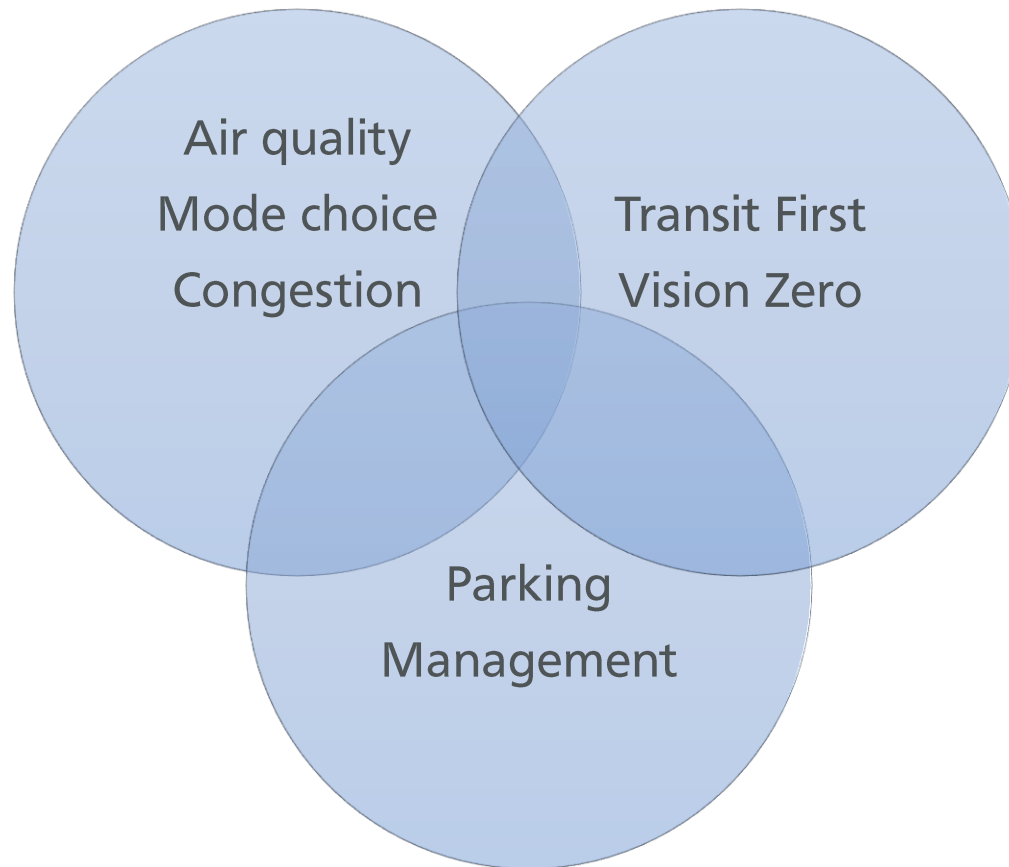 Air quality
Mode choice
Congestion
Transit First
Vision Zero
Parking
Management